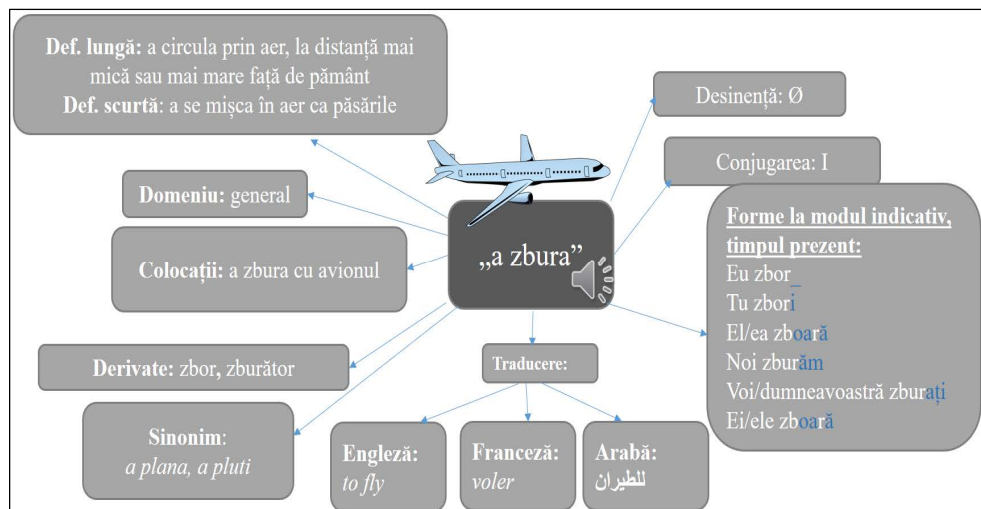 Def. lungă: a circula prin aer, la distanță mai
mică sau mai mare față de pământ
Def. scurtă: a se mișca în aer ca păsările
Desinență: Ø
Conjugarea: I
Domeniu: general
„a zbura”
Colocații: a zbura cu avionul
Forme la modul indicativ,
timpul prezent:
Eu zbor_
Tu zbori
El/ea zboară
Noi zburăm
Voi/dumneavoastră zburați
Ei/ele zboară
Derivate: zbor, zburător
Traducere:
Sinonim:
a plana, a pluti
Engleză:
to fly
Franceză:
voler
Arabă:
للطيران